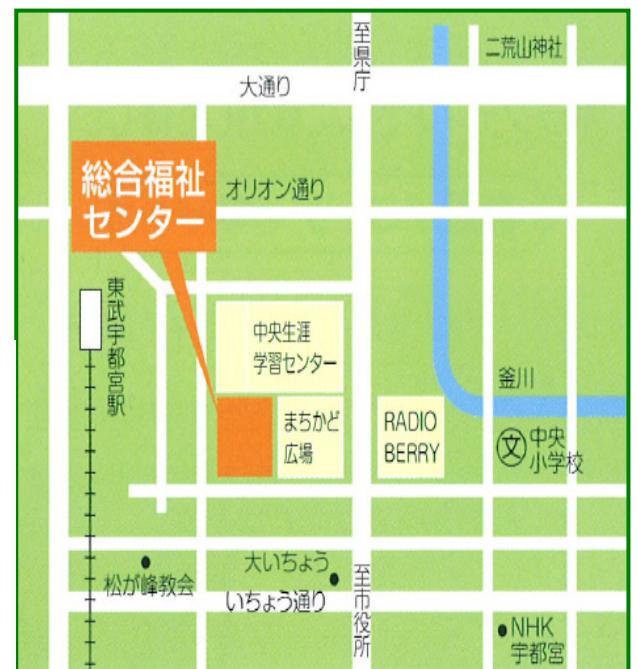 至県庁
二荒山神社
大通り
総合福祉
センター
オリオン通り
東武宇都宮駅
中央生涯
学習センター
釜川
まちかど
広場
RADIO
BERRY
文
中央
小学校
松が峰教会
大いちょう
いちょう通り
至市役所
NHK
宇都宮